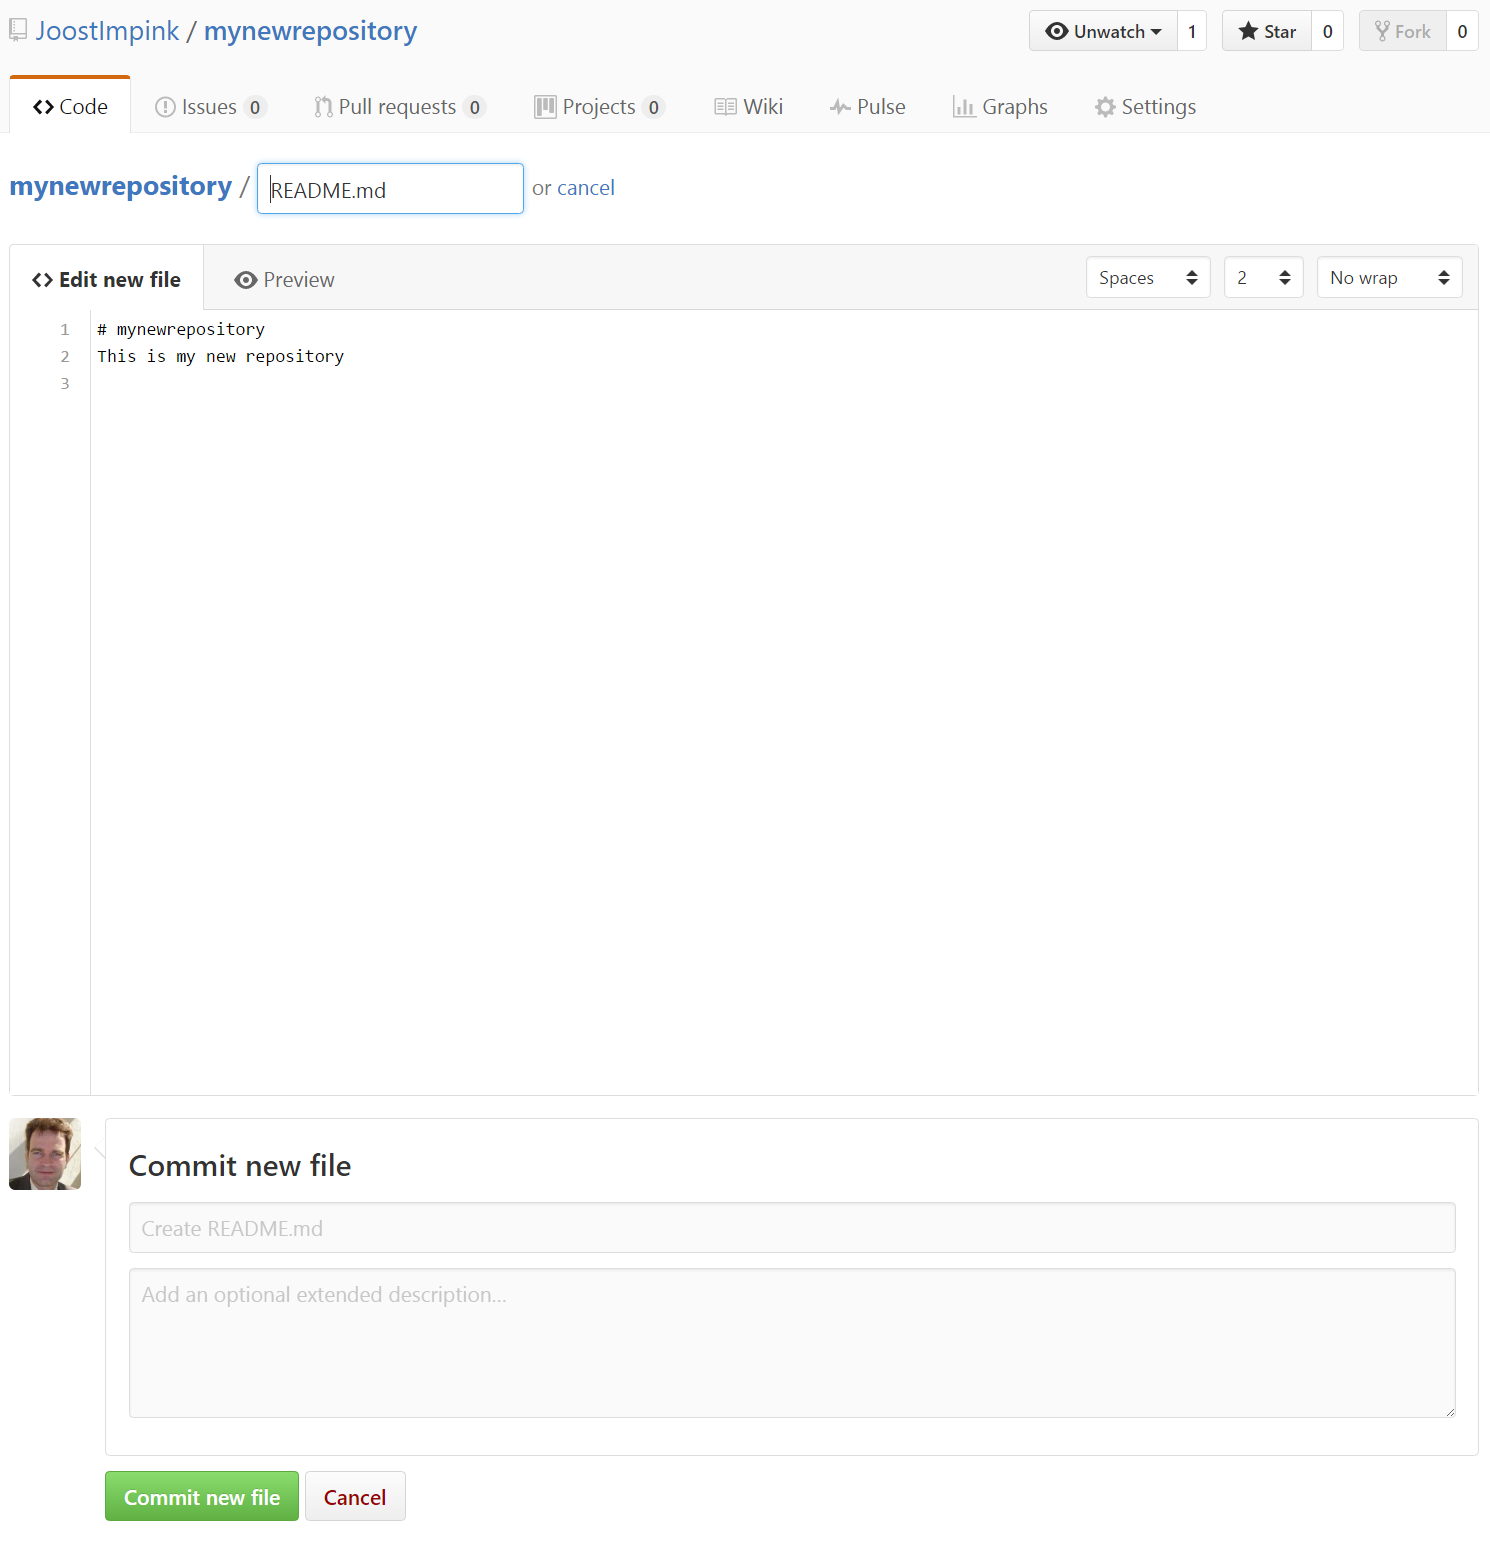 JoostImpink / mynewrepository
Unwatch 1 Star 0 Fork 0
Code Issues 0 Pull requests 0 Projects 0 Wiki Pulse Graphs Settings
mynewrepository / README.md or cancel
Edit new file Preview Spaces 2 No wrap
1 # mynewrepository
2 This is my new repository
3
Commit new file
Create README.md
Add an optional extended description...
Commit new file Cancel